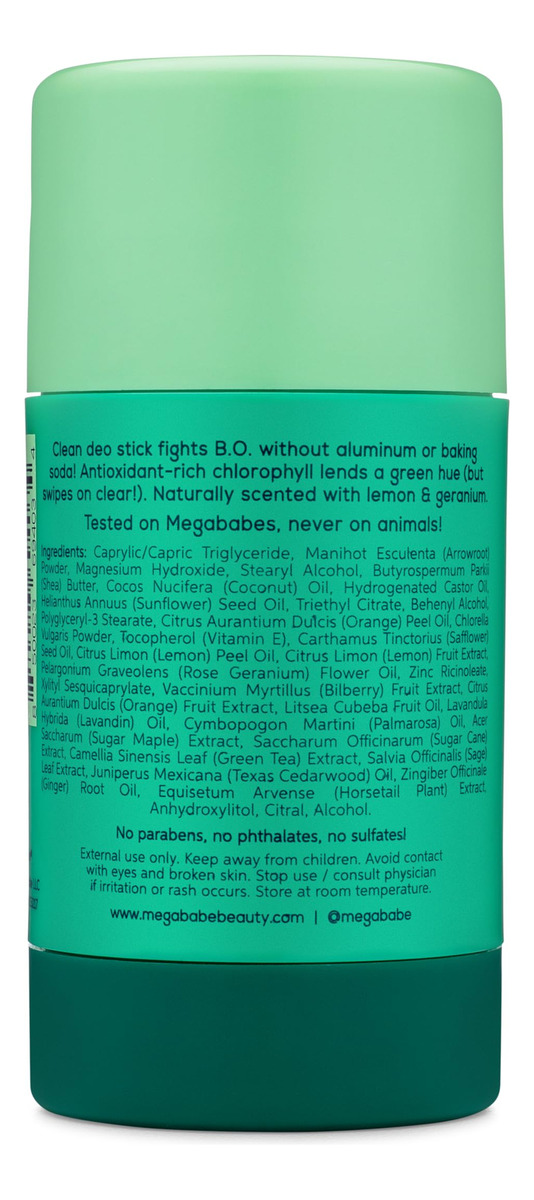 Clean deo stick fights B.O. without aluminum or baking
soda! Antioxidant-rich chlorophyll lends a green hue (but
swipes on clear!). Naturally scented with lemon & geranium.
Tested on Megababes, never on animals!
Ingredients: Caprylic/Capric Triglyceride, Manihot Esculenta (Arrowroot)
Powder, Magnesium Hydroxide, Stearyl Alcohol, Butyrospermum Parkii
(Shea) Butter, Cocos Nucifera (Coconut) Oil, Hydrogenated Castor Oil,
Helianthus Annuus (Sunflower) Seed Oil, Triethyl Citrate, Behenyl Alcohol,
Polyglyceryl-3 Stearate, Citrus Aurantium Dulcis (Orange) Peel Oil, Chlorella
Vulgaris Powder, Tocopherol (Vitamin E), Carthamus Tinctorius (Safflower)
Seed Oil, Citrus Limon (Lemon) Peel Oil, Citrus Limon (Lemon) Fruit Extract,
Pelargonium Graveolens (Rose Geranium) Flower Oil, Zinc Ricinoleate,
Xylityl Sesquicaprylate, Vaccinium Myrtillus (Bilberry) Fruit Extract, Citrus
Aurantium Dulcis (Orange) Fruit Extract, Litsea Cubeba Fruit Oil, Lavandula
Hybrida (Lavandin) Oil, Cymbopogon Martini (Palmarosa) Oil, Acer
Saccharum (Sugar Maple) Extract, Saccharum Officinarum (Sugar Cane)
Extract, Camellia Sinensis Leaf (Green Tea) Extract, Salvia Officinalis (Sage)
Leaf Extract, Juniperus Mexicana (Texas Cedarwood) Oil, Zingiber Officinale
(Ginger) Root Oil, Equisetum Arvense (Horsetail Plant) Extract,
Anhydroxylitol, Citral, Alcohol.
No parabens, no phthalates, no sulfates!
External use only. Keep away from children. Avoid contact
with eyes and broken skin. Stop use / consult physician
if irritation or rash occurs. Store at room temperature.
www.megababebeauty.com | @megababe